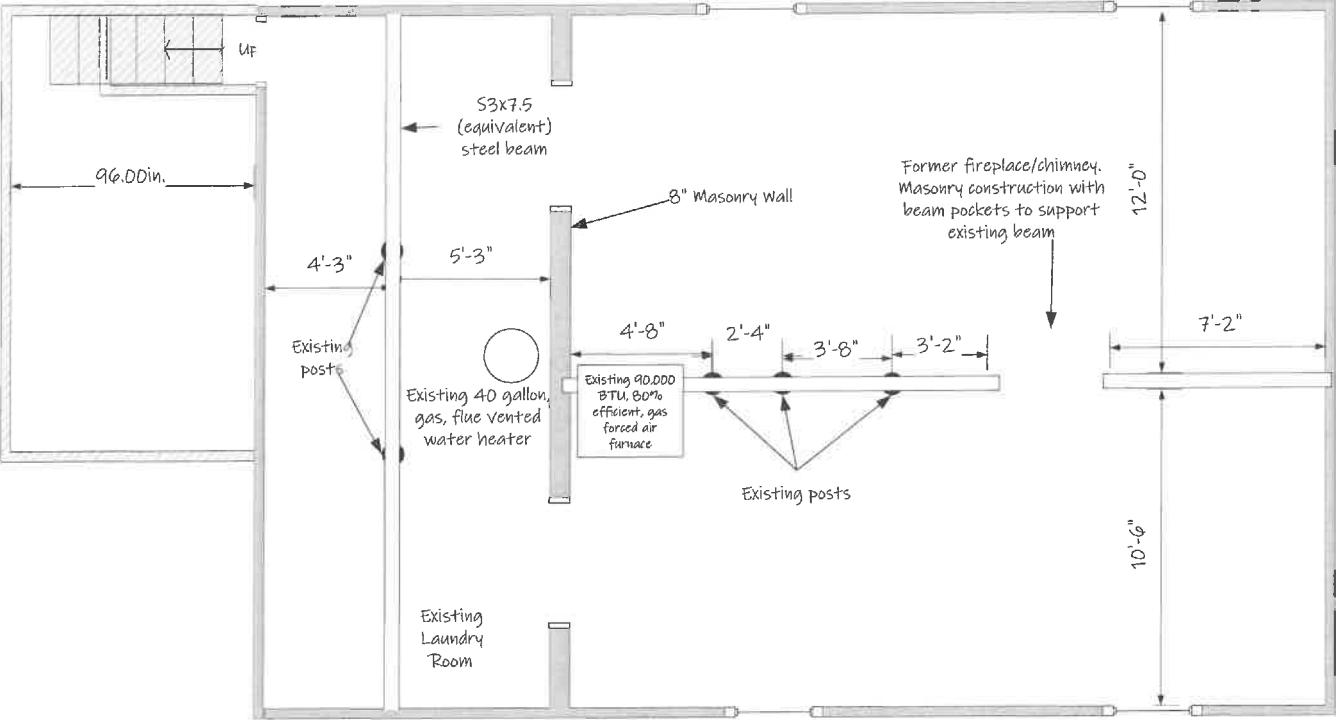 UP
S3x7.5
(equivalent)
steel beam
96.00in.
8" Masonry Wall
Former fireplace/chimney.
Masonry construction with
beam pockets to support
existing beam
12'-0"
4'-3"
5'-3"
Existing
posts
4'-8"
2'-4"
3'-8"
3'-2"
7'-2"
Existing 40 gallon,
gas, flue vented
water heater
Existing 90,000
BTU, 80%
efficient, gas
forced air
furnace
Existing posts
10'-6"
Existing
Laundry
Room